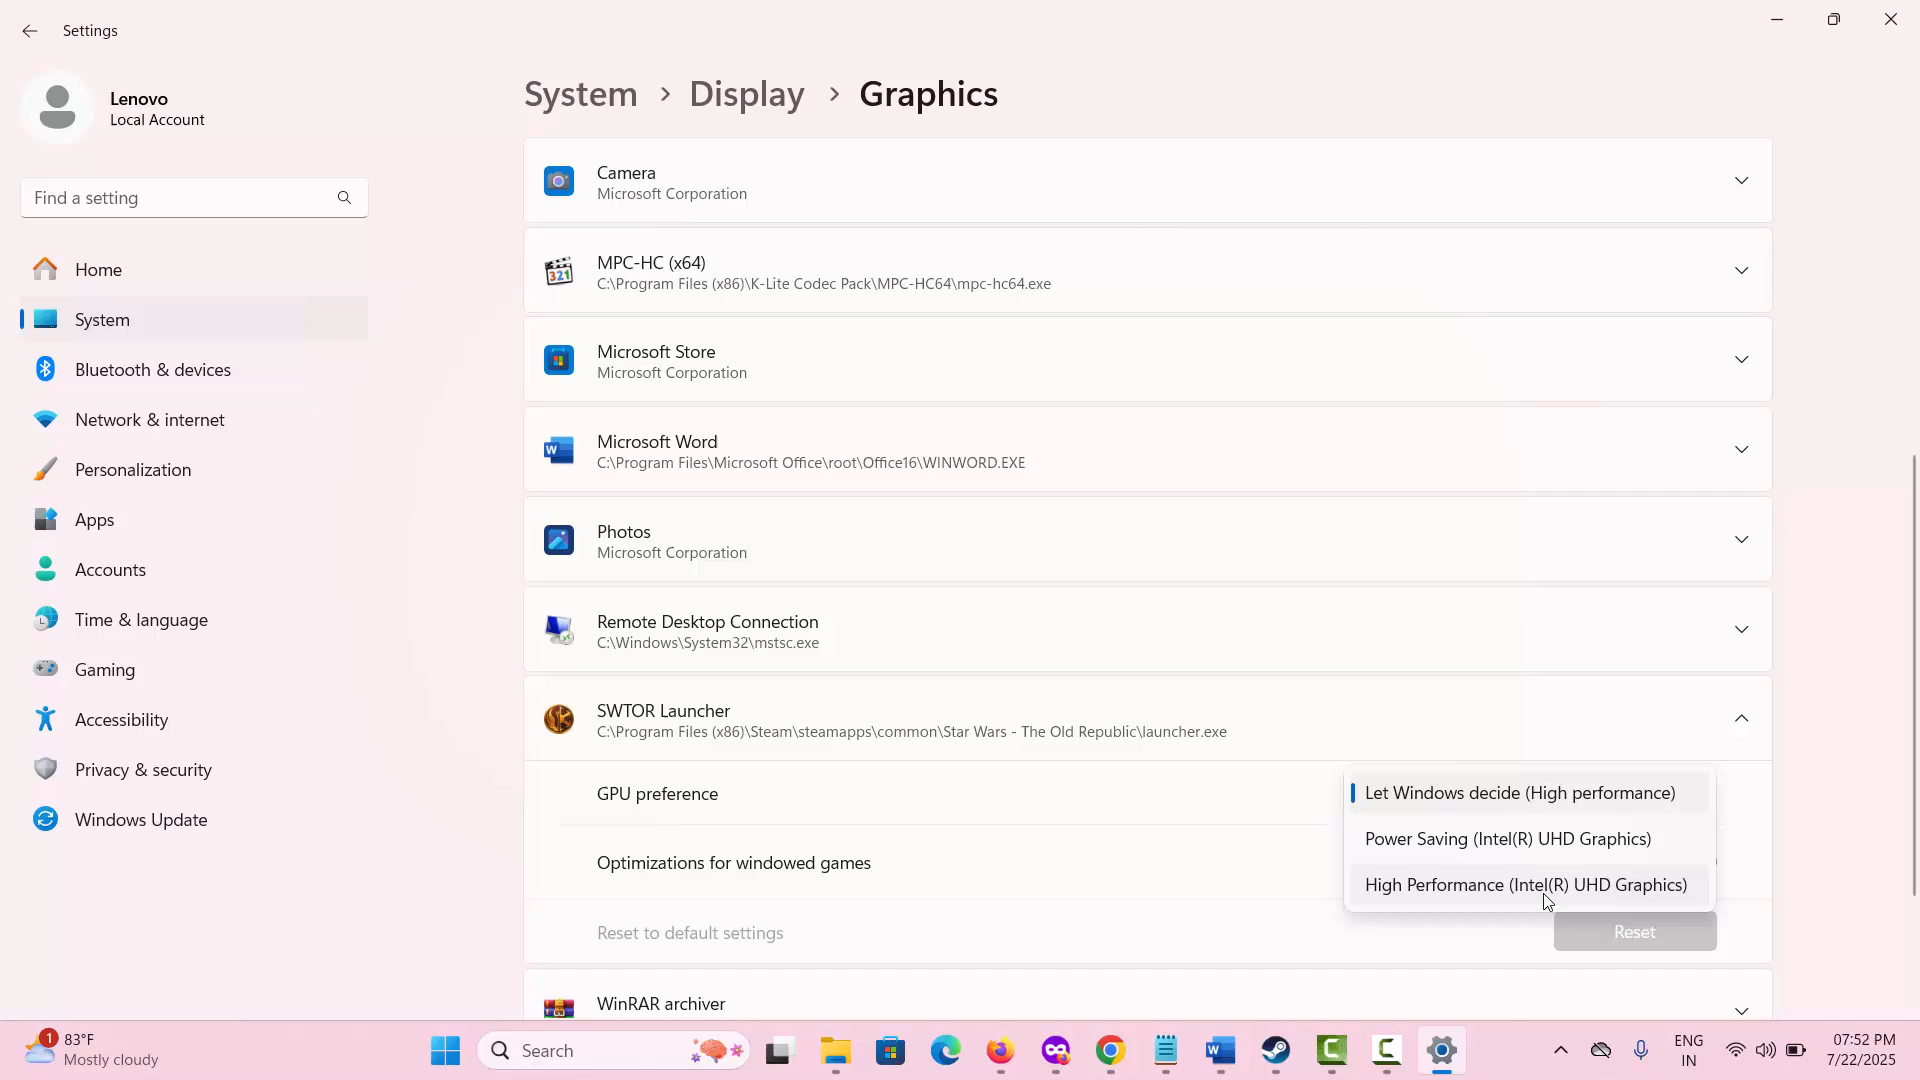 Settings
Lenovo
Local Account
Find a setting
Home
System
Bluetooth & devices
Network & internet
Personalization
Apps
Accounts
Time & language
Gaming
Accessibility
Privacy & security
Windows Update
System > Display > Graphics
Camera
Microsoft Corporation
MPC-HC (x64)
C:\Program Files (x86)\K-Lite Codec Pack\MPC-HC64\mpc-hc64.exe
Microsoft Store
Microsoft Corporation
Microsoft Word
C:\Program Files\Microsoft Office\root\Office16\WINWORD.EXE
Photos
Microsoft Corporation
Remote Desktop Connection
C:\Windows\System32\mstsc.exe
SWTOR Launcher
C:\Program Files (x86)\Steam\steamapps\common\Star Wars - The Old Republic\launcher.exe
GPU preference
Let Windows decide (High performance)
Power Saving (Intel(R) UHD Graphics)
Optimizations for windowed games
High Performance (Intel(R) UHD Graphics)
Reset to default settings
Reset
WinRAR archiver
1
83°F
Mostly cloudy
Search
ENG
IN
07:52 PM
7/22/2025